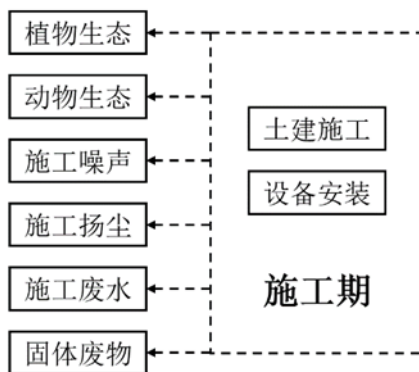 植物生态
动物生态
施工噪声
施工扬尘
施工废水
固体废物
土建施工
设备安装
施工期